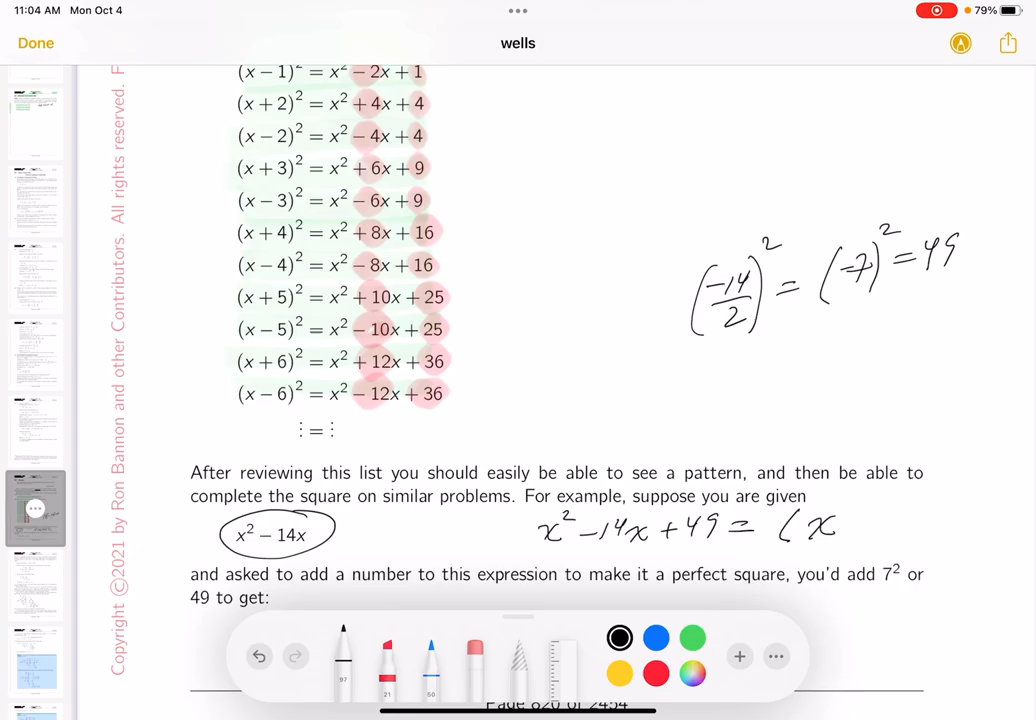 11:04 AM Mon Oct 4
79%
Done
wells
Copyright ©2021 by Ron Bannon and other Contributors. All rights reserved. F
(x − 1)² = x² − 2x + 1
(x + 2)² = x² + 4x + 4
(x − 2)² = x² − 4x + 4
(x + 3)² = x² + 6x + 9
(x − 3)² = x² − 6x + 9
(x + 4)² = x² + 8x + 16
(x − 4)² = x² − 8x + 16
(x + 5)² = x² + 10x + 25
(x − 5)² = x² − 10x + 25
(x + 6)² = x² + 12x + 36
(x − 6)² = x² − 12x + 36
⋮ = ⋮
(−14/2)² = (−7)² = 49
After reviewing this list you should easily be able to see a pattern, and then be able to
complete the square on similar problems. For example, suppose you are given
x² − 14x
x² − 14x + 49 = (x
and asked to add a number to this expression to make it a perfect square, you'd add 7² or
49 to get:
97
21
50
Page 820 of 2454